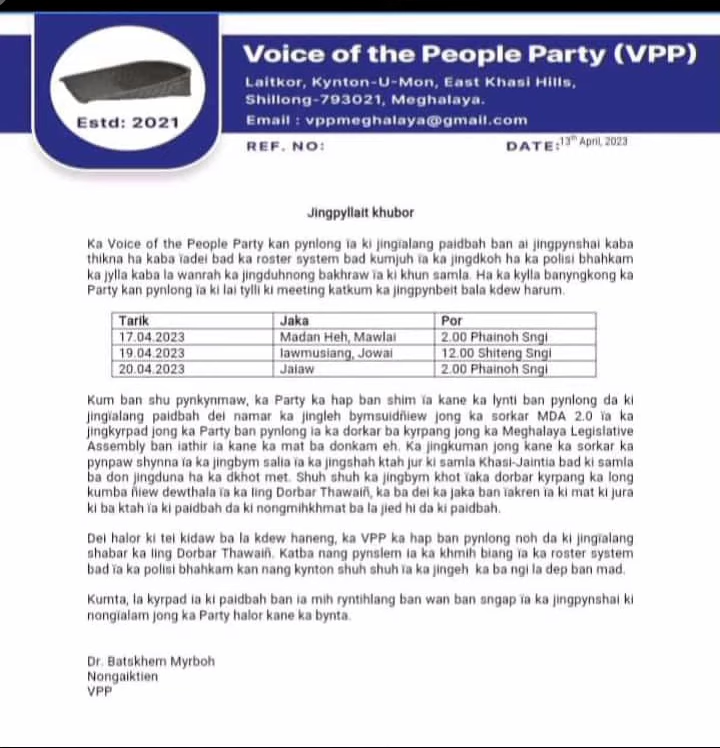 Voice of the People Party (VPP)
Laitkor, Kynton-U-Mon, East Khasi Hills,
Shillong-793021, Meghalaya.
Estd: 2021
Email : vppmeghalaya@gmail.com
REF. NO:
DATE:13th April, 2023
Jingpyllait khubor
Ka Voice of the People Party kan pynlong ïa ki jingïalang paidbah ban ai jingpynshai kaba
thikna ha kaba ïadei bad ka roster system bad kumjuh ïa ka jingdkoh ha ka polisi bhahkam
ka jylla kaba la wanrah ka jingduhnong bakhraw ïa ki khun samla. Ha ka kylla banyngkong ka
Party kan pynlong ïa ki lai tylli ki meeting katkum ka jingpynbeit bala kdew harum.
Tarik Jaka Por
17.04.2023 Madan Heh, Mawlai 2.00 Phainoh Sngi
19.04.2023 Iawmusiang, Jowai 12.00 Shiteng Sngi
20.04.2023 Jaiaw 2.00 Phainoh Sngi
Kum ban shu pynkynmaw, ka Party ka hap ban shim ïa kane ka lynti ban pynlong da ki
jingïalang paidbah dei namar ka jingleh bymsuidñiew jong ka sorkar MDA 2.0 ïa ka
jingkyrpad jong ka Party ban pynlong ia ka dorkar ba kyrpang jong ka Meghalaya Legislative
Assembly ban iathir ia kane ka mat ba donkam eh. Ka jingkuman jong kane ka sorkar ka
pynpaw shynna ïa ka jingbym salia ïa ka jingshah ktah jur ki samla Khasi-Jaintia bad ki samla
ba don jingduna ha ka dkhot met. Shuh shuh ka jingbym khot ïaka dorbar kyrpang ka long
kumba ñiew dewthala ïa ka Iing Dorbar Thawaiñ, ka ba dei ka jaka ban ïakren ïa ki mat ki jura
ki ba ktah ïa ki paidbah da ki nongmihkhmat ba la jied hi da ki paidbah.
Dei halor ki tei kidaw ba la kdew haneng, ka VPP ka hap ban pynlong noh da ki jingïalang
shabar ka Iing Dorbar Thawaiñ. Katba nang pynslem ia ka khmih biang ïa ka roster system
bad ïa ka polisi bhahkam kan nang kynton shuh shuh ïa ka jingeh ka ba ngi la dep ban mad.
Kumta, la kyrpad ia ki paidbah ban ia mih ryntihlang ban wan ban sngap ïa ka jingpynshai ki
nongïalam jong ka Party halor kane ka bynta.
Dr. Batskhem Myrboh
Nongaiktien
VPP